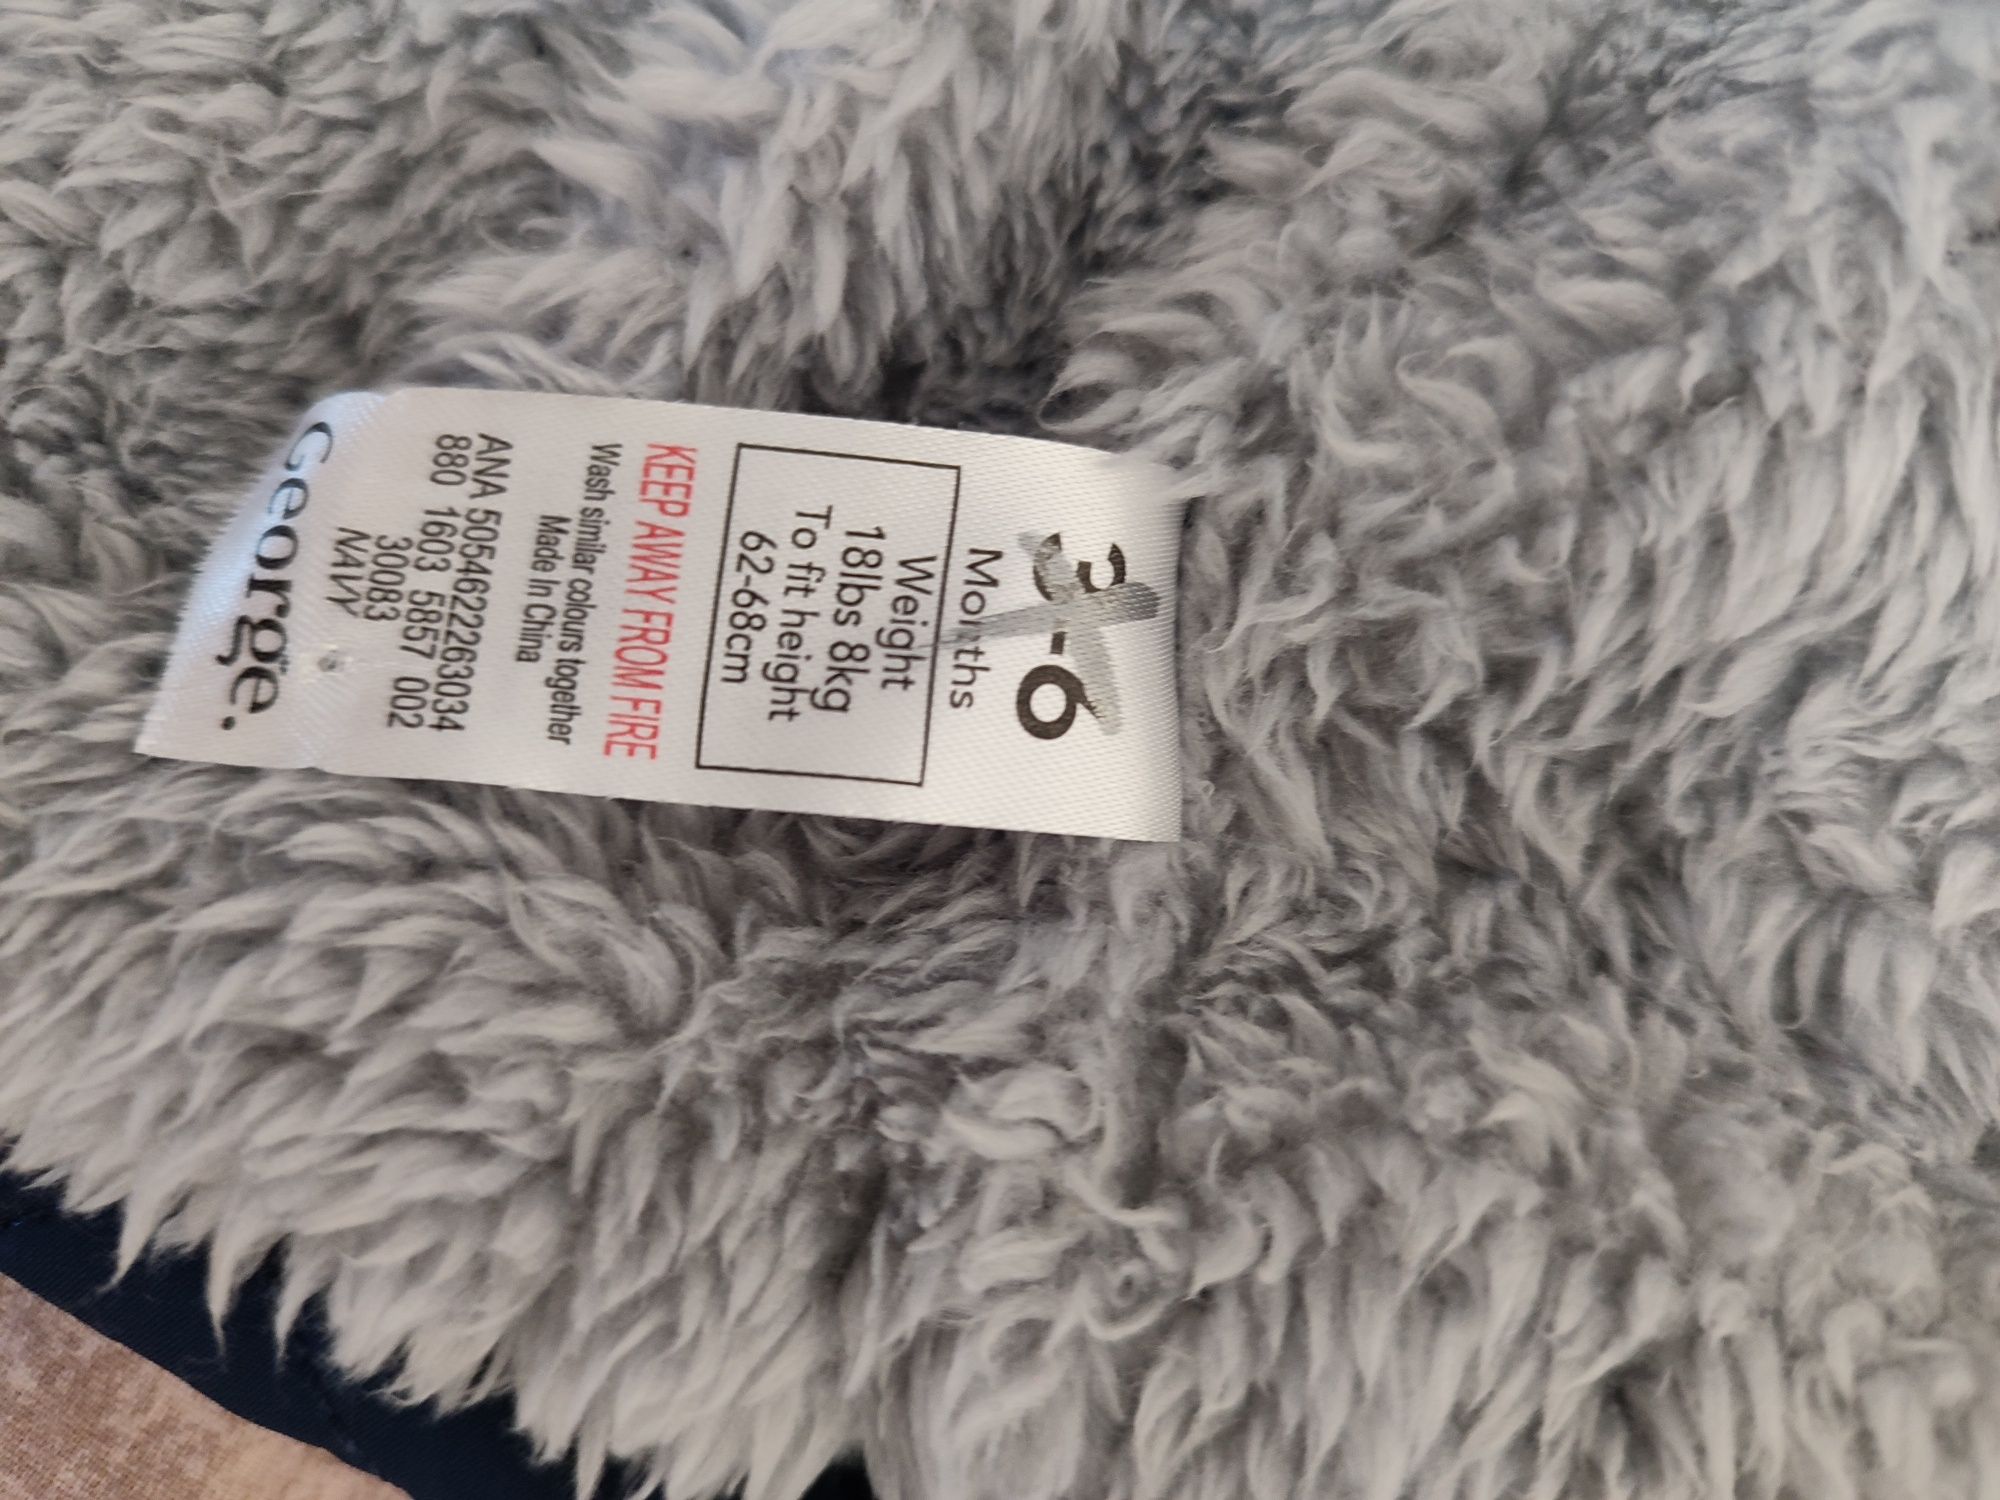 3-6
Months
Weight
18lbs 8kg
To fit height
62-68cm
KEEP AWAY FROM FIRE
Wash similar colours together
Made In China
ANA 5054622263034
880 1603 5857 002
30083
NAVY
George.